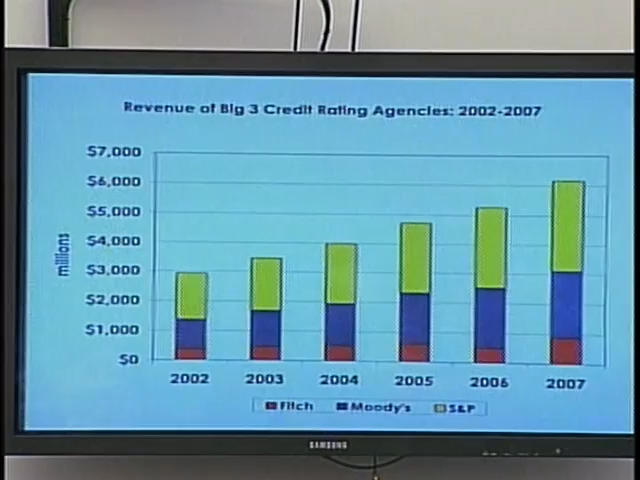 Revenue of Big 3 Credit Rating Agencies: 2002-2007
$7,000
$6,000
$5,000
$4,000
$3,000
$2,000
$1,000
$0
millions
2002 2003 2004 2005 2006 2007
Fitch Moody's S&P
SAMSUNG